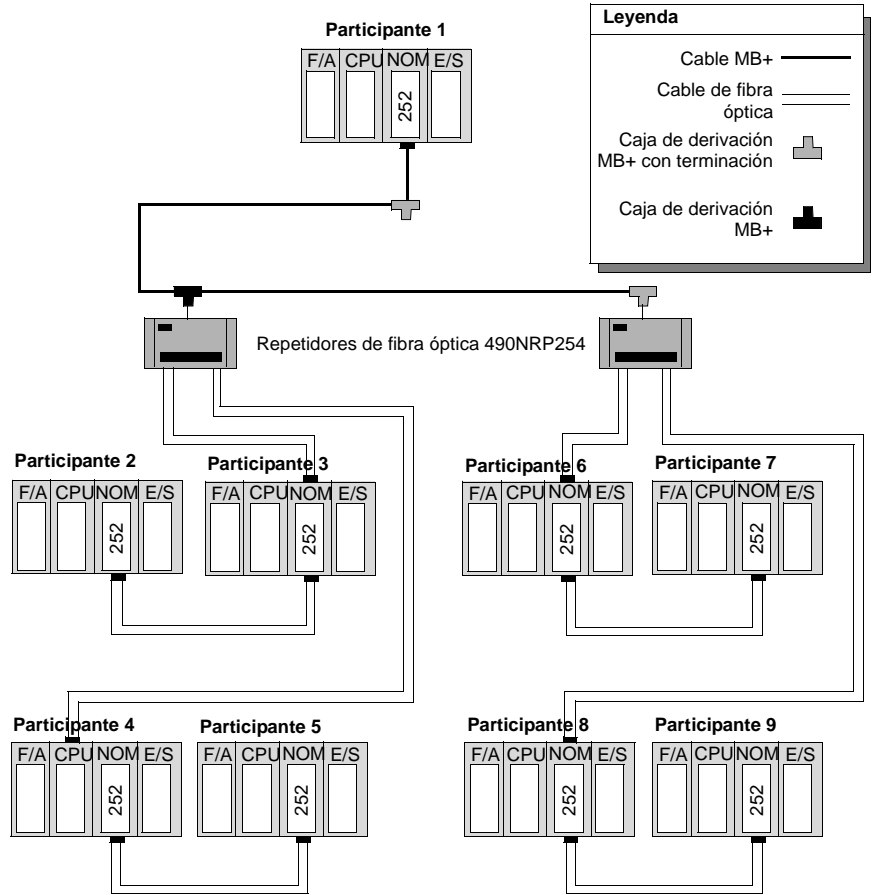 Participante 1
F/A CPU NOM E/S
252
Leyenda
Cable MB+
Cable de fibra
óptica
Caja de derivación
MB+ con terminación
Caja de derivación
MB+
Repetidores de fibra óptica 490NRP254
Participante 2
F/A CPU NOM E/S
252
Participante 3
F/A CPU NOM E/S
252
Participante 6
F/A CPU NOM E/S
252
Participante 7
F/A CPU NOM E/S
252
Participante 4
F/A CPU NOM E/S
252
Participante 5
F/A CPU NOM E/S
252
Participante 8
F/A CPU NOM E/S
252
Participante 9
F/A CPU NOM E/S
252